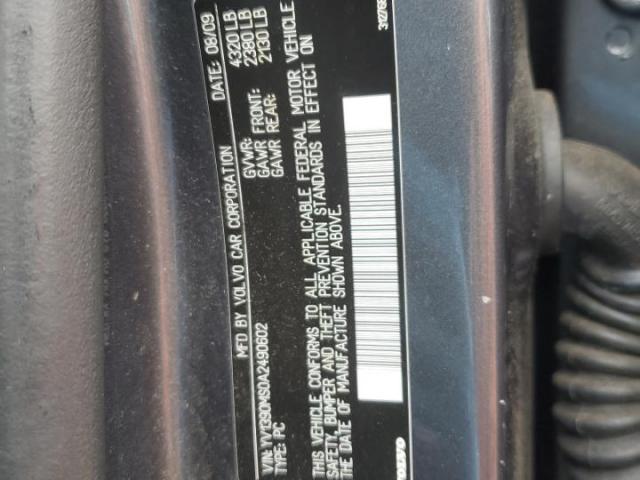 MFD BY VOLVO CAR CORPORATION DATE: 08/09
GVWR: 4320 LB
GAWR FRONT: 2380 LB
GAWR REAR: 2130 LB
VIN: YV1390MS0A2490602
TYPE: PC
THIS VEHICLE CONFORMS TO ALL APPLICABLE FEDERAL MOTOR VEHICLE
SAFETY, BUMPER AND THEFT PREVENTION STANDARDS IN EFFECT ON
THE DATE OF MANUFACTURE SHOWN ABOVE.
VOLVO